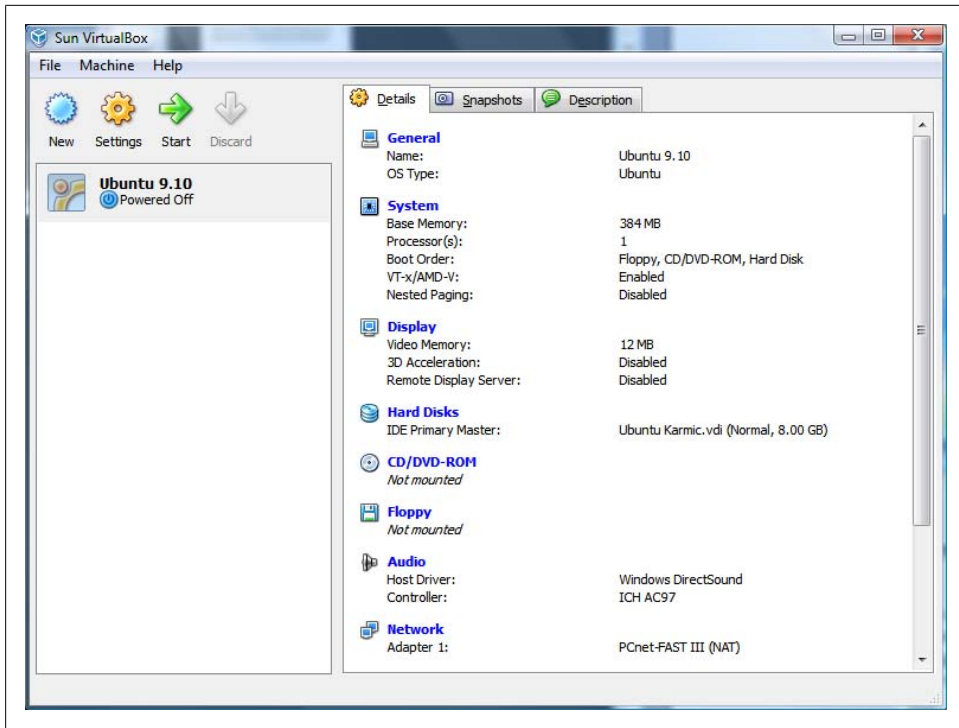 Sun VirtualBox
File Machine Help
New Settings Start Discard
Ubuntu 9.10
Powered Off
Details Snapshots Description
General
Name: Ubuntu 9.10
OS Type: Ubuntu
System
Base Memory: 384 MB
Processor(s): 1
Boot Order: Floppy, CD/DVD-ROM, Hard Disk
VT-x/AMD-V: Enabled
Nested Paging: Disabled
Display
Video Memory: 12 MB
3D Acceleration: Disabled
Remote Display Server: Disabled
Hard Disks
IDE Primary Master: Ubuntu Karmic.vdi (Normal, 8.00 GB)
CD/DVD-ROM
Not mounted
Floppy
Not mounted
Audio
Host Driver: Windows DirectSound
Controller: ICH AC97
Network
Adapter 1: PCnet-FAST III (NAT)